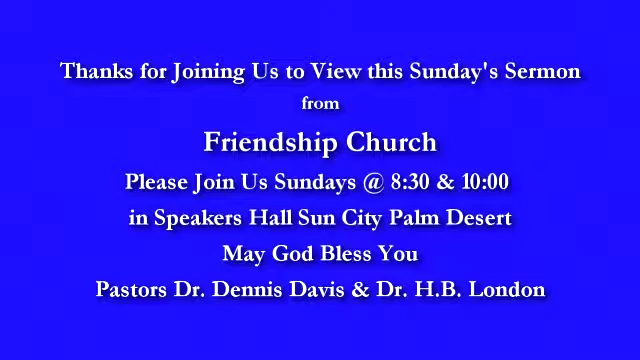 Thanks for Joining Us to View this Sunday's Sermon
from
Friendship Church
Please Join Us Sundays @ 8:30 & 10:00
in Speakers Hall Sun City Palm Desert
May God Bless You
Pastors Dr. Dennis Davis & Dr. H.B. London